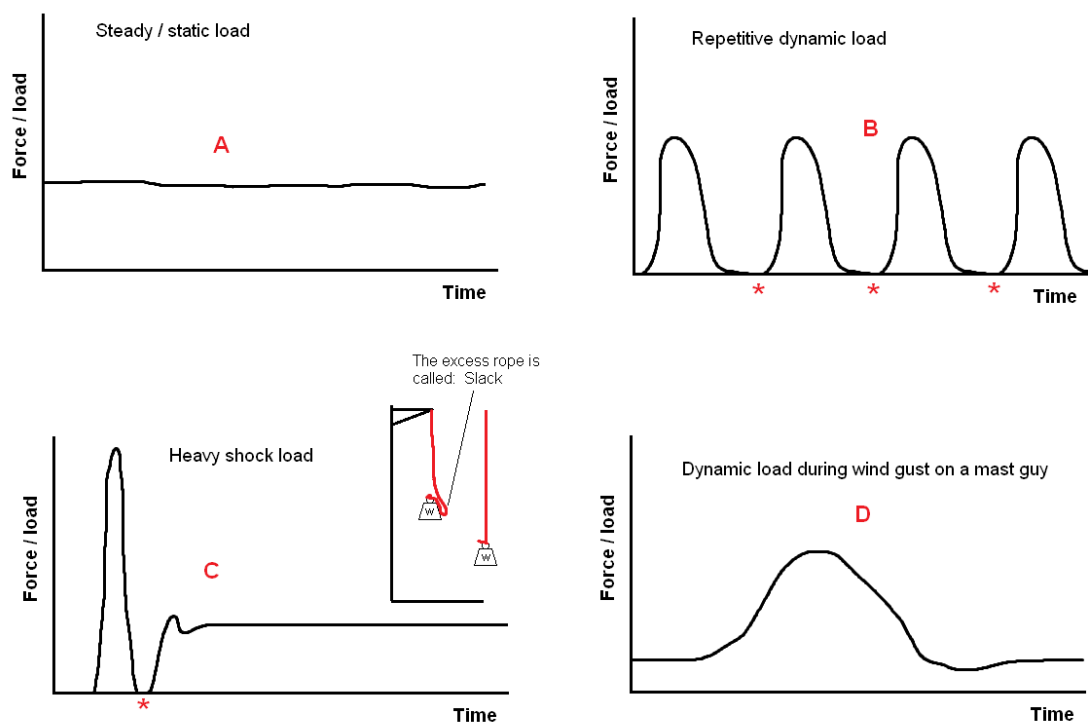 Steady / static load
Force / load
A
Time
Repetitive dynamic load
Force / load
B
* * *
Time
The excess rope is
called:  Slack
Heavy shock load
Force / load
W
W
C
*
Time
Dynamic load during wind gust on a mast guy
Force / load
D
Time